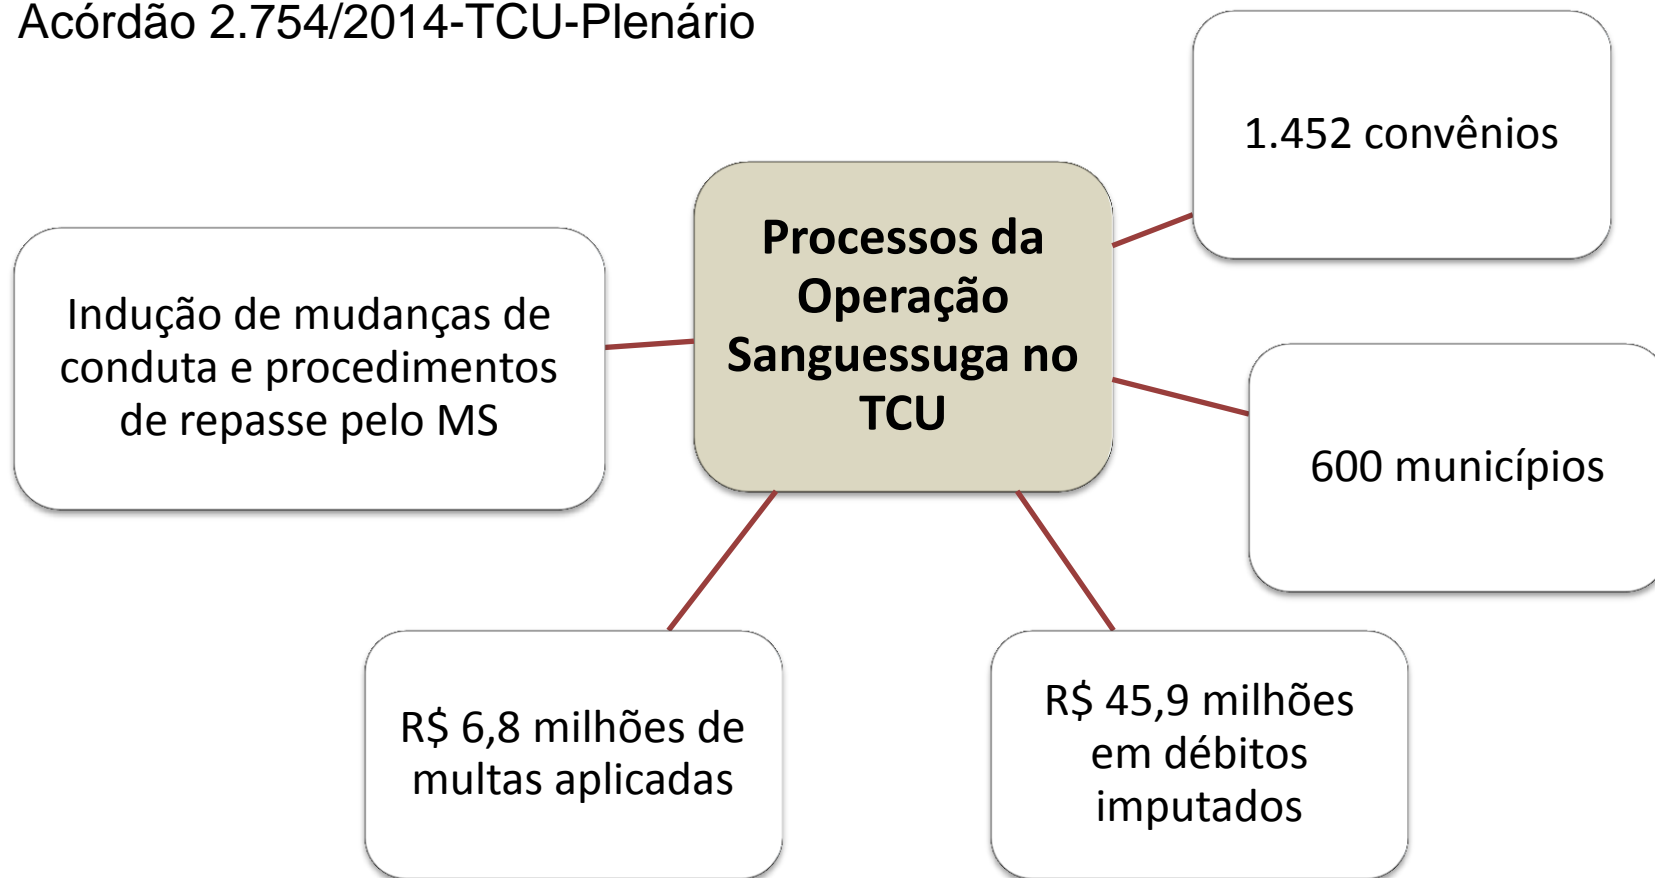 Acórdão 2.754/2014-TCU-Plenário
1.452 convênios
Processos da
Operação
Sanguessuga no
TCU
Indução de mudanças de
conduta e procedimentos
de repasse pelo MS
600 municípios
R$ 6,8 milhões de
multas aplicadas
R$ 45,9 milhões
em débitos
imputados